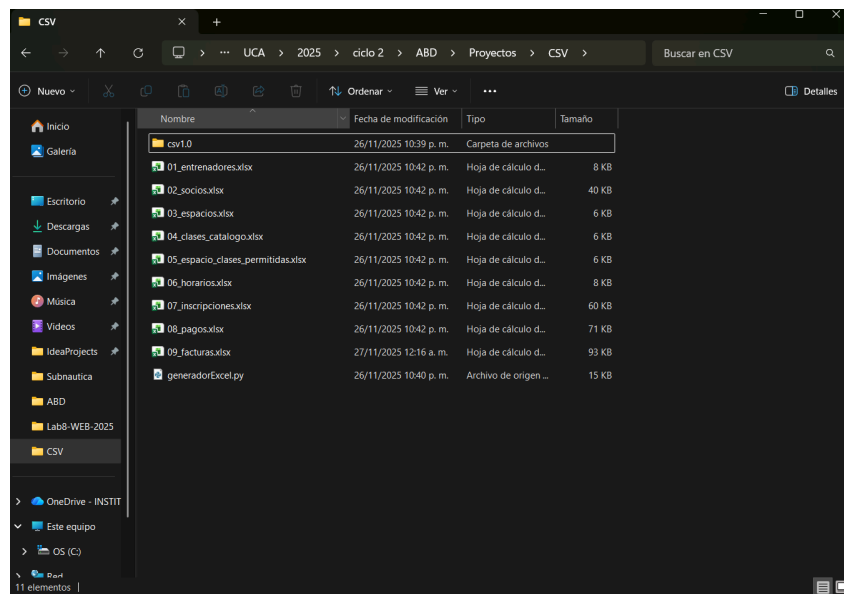 CSV
UCA > 2025 > ciclo 2 > ABD > Proyectos > CSV >
Buscar en CSV
Nuevo
Ordenar
Ver
Detalles
Inicio
Galería
Escritorio
Descargas
Documentos
Imágenes
Música
Videos
IdeaProjects
Subnautica
ABD
Lab8-WEB-2025
CSV
OneDrive - INSTIT
Este equipo
OS (C:)
Red
Nombre Fecha de modificación Tipo Tamaño
csv1.0 26/11/2025 10:39 p. m. Carpeta de archivos
01_entrenadores.xlsx 26/11/2025 10:42 p. m. Hoja de cálculo d... 8 KB
02_socios.xlsx 26/11/2025 10:42 p. m. Hoja de cálculo d... 40 KB
03_espacios.xlsx 26/11/2025 10:42 p. m. Hoja de cálculo d... 6 KB
04_clases_catalogo.xlsx 26/11/2025 10:42 p. m. Hoja de cálculo d... 6 KB
05_espacio_clases_permitidas.xlsx 26/11/2025 10:42 p. m. Hoja de cálculo d... 6 KB
06_horarios.xlsx 26/11/2025 10:42 p. m. Hoja de cálculo d... 8 KB
07_inscripciones.xlsx 26/11/2025 10:42 p. m. Hoja de cálculo d... 60 KB
08_pagos.xlsx 26/11/2025 10:42 p. m. Hoja de cálculo d... 71 KB
09_facturas.xlsx 27/11/2025 12:16 a. m. Hoja de cálculo d... 93 KB
generadorExcel.py 26/11/2025 10:40 p. m. Archivo de origen ... 15 KB
11 elementos